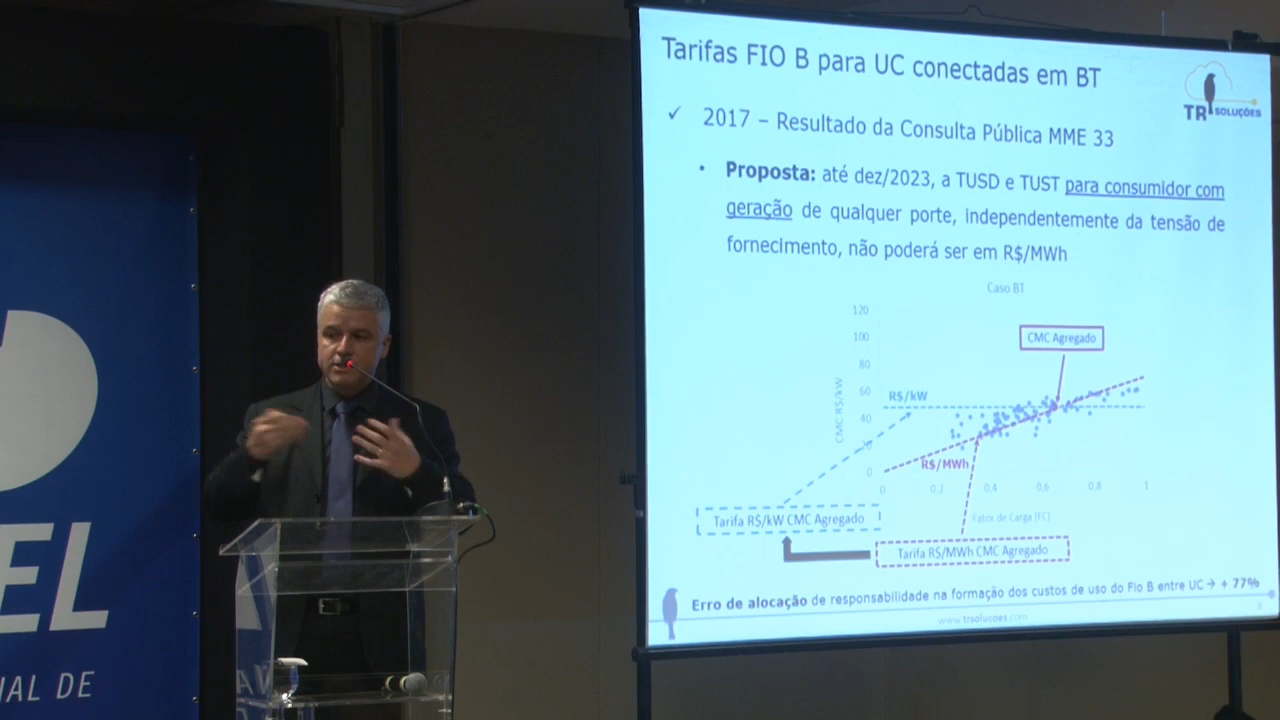 Tarifas FIO B para UC conectadas em BT
TR SOLUÇÕES
✓ 2017 – Resultado da Consulta Pública MME 33
• Proposta: até dez/2023, a TUSD e TUST para consumidor com
geração de qualquer porte, independentemente da tensão de
fornecimento, não poderá ser em R$/MWh
Caso BT
120
100
80
60
40
20
0
CMC R$/kW
CMC Agregado
R$/kW
R$/MWh
0 0,2 0,4 0,6 0,8 1
Fator de Carga (FC)
Tarifa R$/kW CMC Agregado
Tarifa R$/MWh CMC Agregado
Erro de alocação de responsabilidade na formação dos custos de uso do Fio B entre UC → + 77%
www.trsolucoes.com
EL
NAL DE